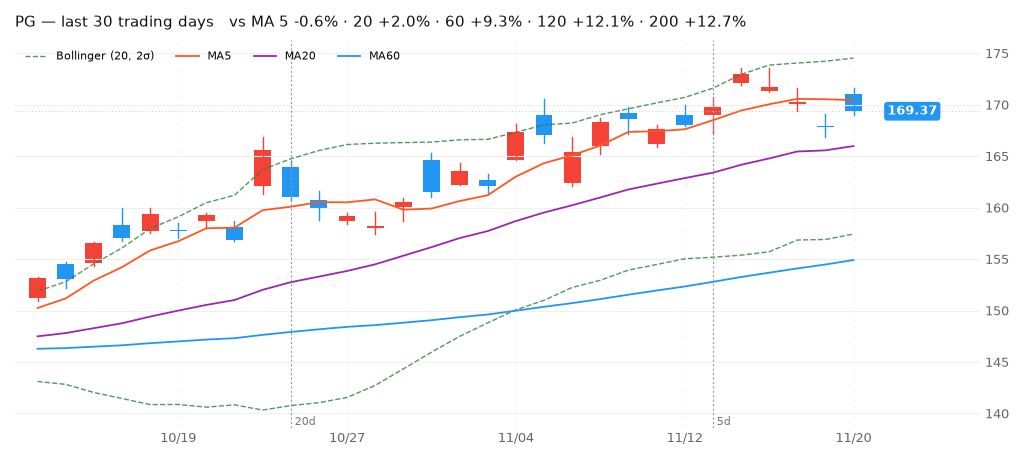 PG — last 30 trading days   vs MA 5 -0.6% · 20 +2.0% · 60 +9.3% · 120 +12.1% · 200 +12.7%
Bollinger (20, 2σ)   MA5   MA20   MA60
175
170
169.37
165
160
155
150
145
140
20d
5d
10/19   10/27   11/04   11/12   11/20